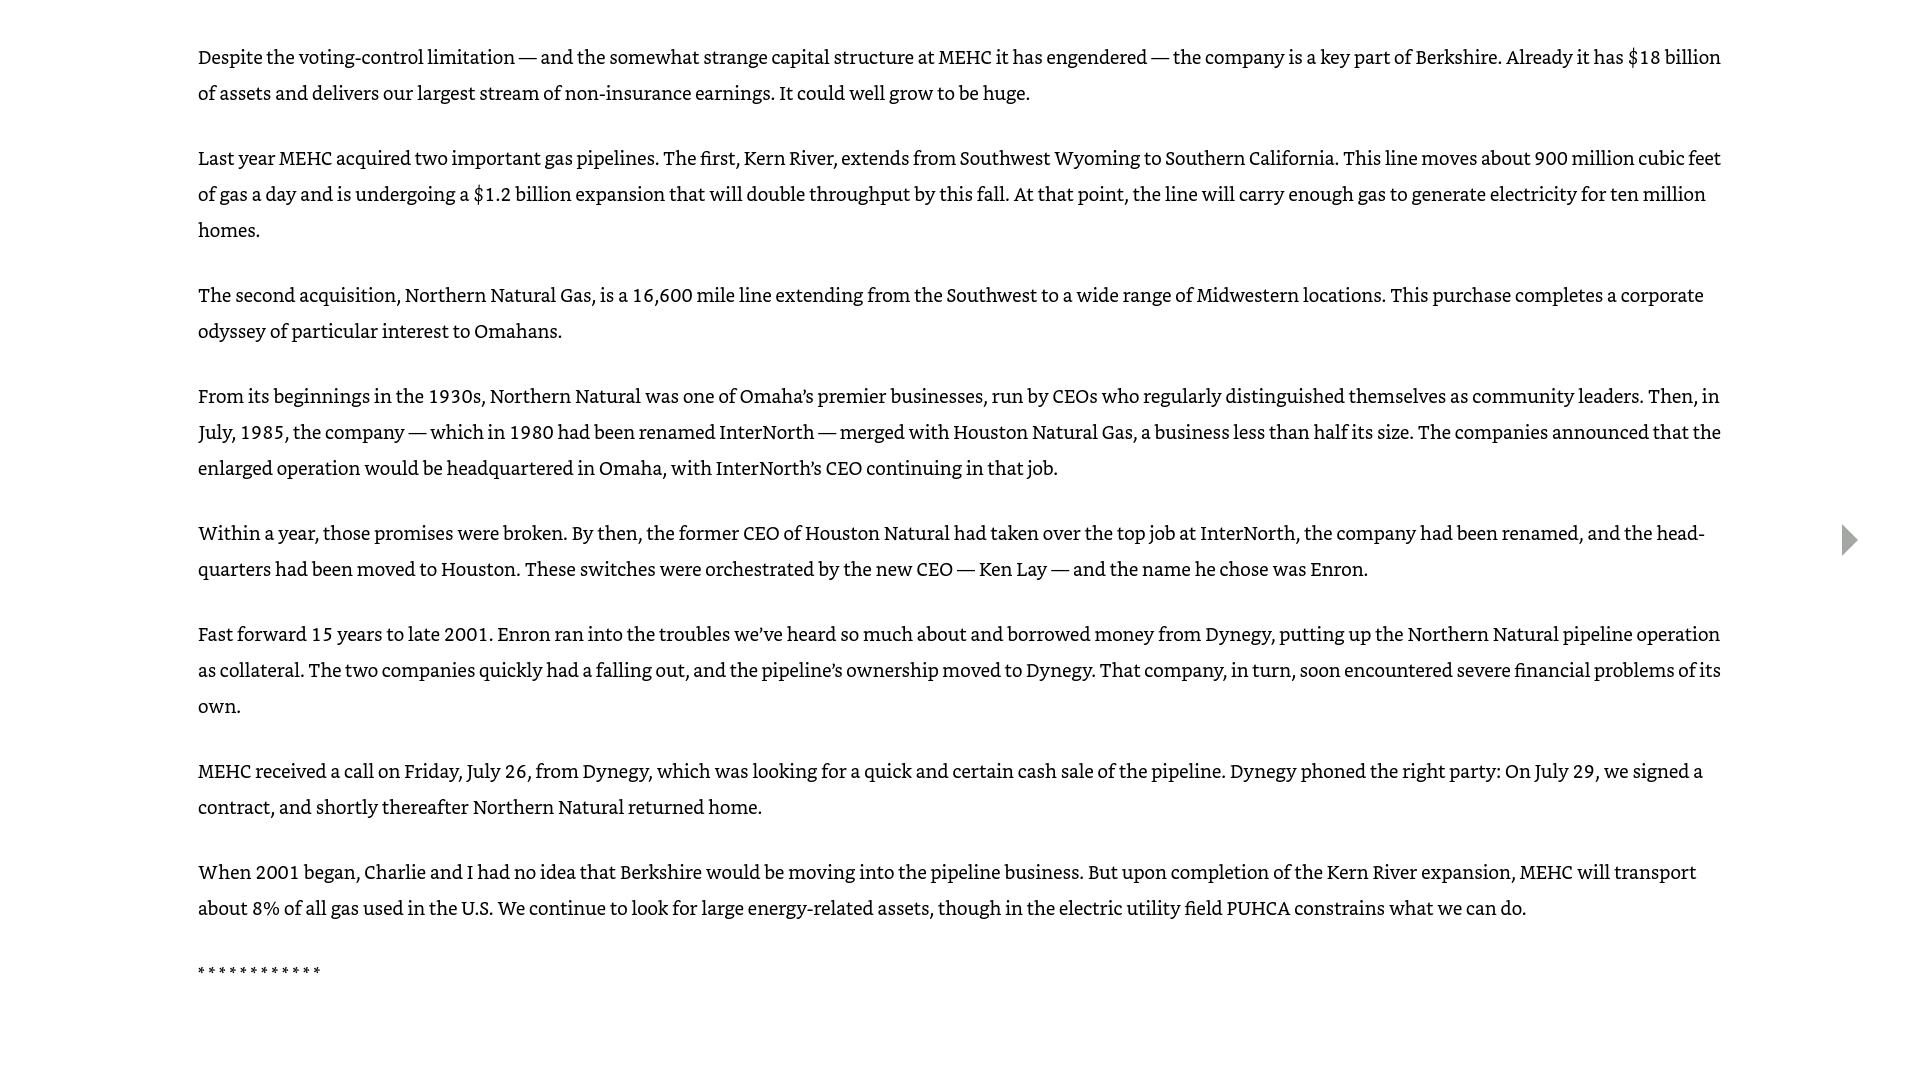 Despite the voting-control limitation — and the somewhat strange capital structure at MEHC it has engendered — the company is a key part of Berkshire. Already it has $18 billion
of assets and delivers our largest stream of non-insurance earnings. It could well grow to be huge.
Last year MEHC acquired two important gas pipelines. The first, Kern River, extends from Southwest Wyoming to Southern California. This line moves about 900 million cubic feet
of gas a day and is undergoing a $1.2 billion expansion that will double throughput by this fall. At that point, the line will carry enough gas to generate electricity for ten million
homes.
The second acquisition, Northern Natural Gas, is a 16,600 mile line extending from the Southwest to a wide range of Midwestern locations. This purchase completes a corporate
odyssey of particular interest to Omahans.
From its beginnings in the 1930s, Northern Natural was one of Omaha’s premier businesses, run by CEOs who regularly distinguished themselves as community leaders. Then, in
July, 1985, the company — which in 1980 had been renamed InterNorth — merged with Houston Natural Gas, a business less than half its size. The companies announced that the
enlarged operation would be headquartered in Omaha, with InterNorth’s CEO continuing in that job.
Within a year, those promises were broken. By then, the former CEO of Houston Natural had taken over the top job at InterNorth, the company had been renamed, and the head-
quarters had been moved to Houston. These switches were orchestrated by the new CEO — Ken Lay — and the name he chose was Enron.
Fast forward 15 years to late 2001. Enron ran into the troubles we’ve heard so much about and borrowed money from Dynegy, putting up the Northern Natural pipeline operation
as collateral. The two companies quickly had a falling out, and the pipeline’s ownership moved to Dynegy. That company, in turn, soon encountered severe financial problems of its
own.
MEHC received a call on Friday, July 26, from Dynegy, which was looking for a quick and certain cash sale of the pipeline. Dynegy phoned the right party: On July 29, we signed a
contract, and shortly thereafter Northern Natural returned home.
When 2001 began, Charlie and I had no idea that Berkshire would be moving into the pipeline business. But upon completion of the Kern River expansion, MEHC will transport
about 8% of all gas used in the U.S. We continue to look for large energy-related assets, though in the electric utility field PUHCA constrains what we can do.
* * * * * * * * * * * *